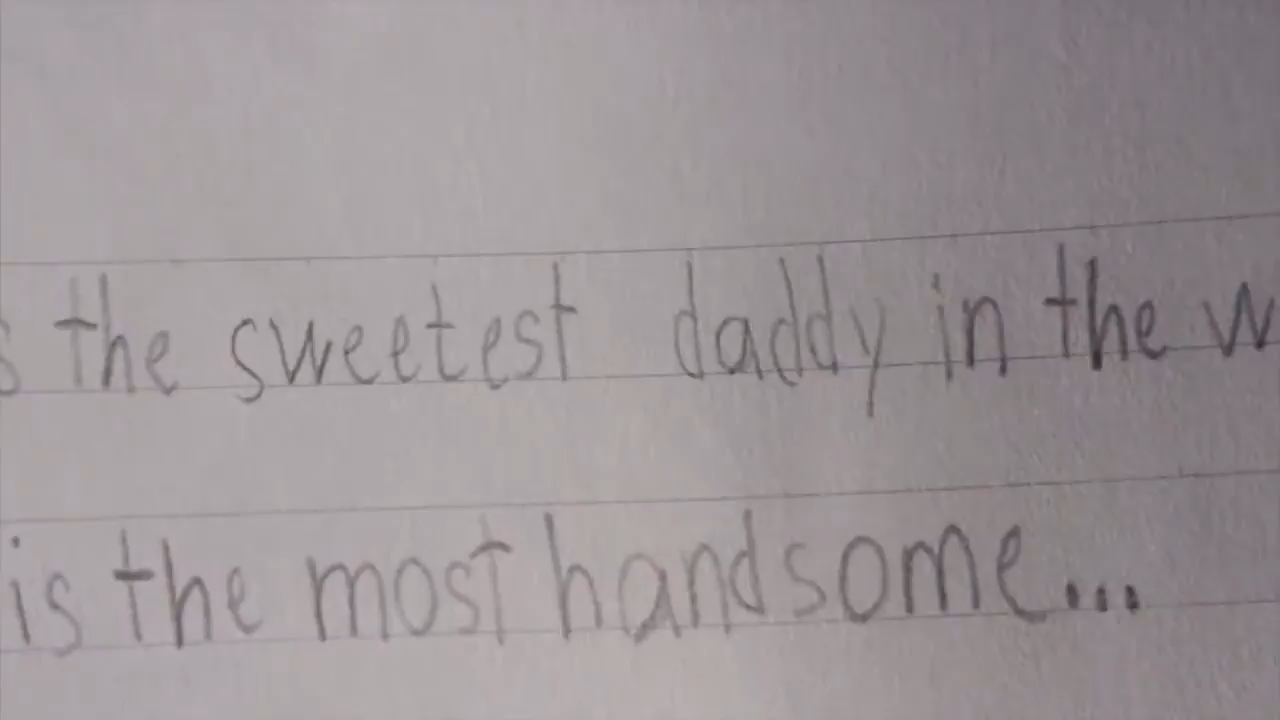 s the sweetest daddy in the w
is the most handsome...